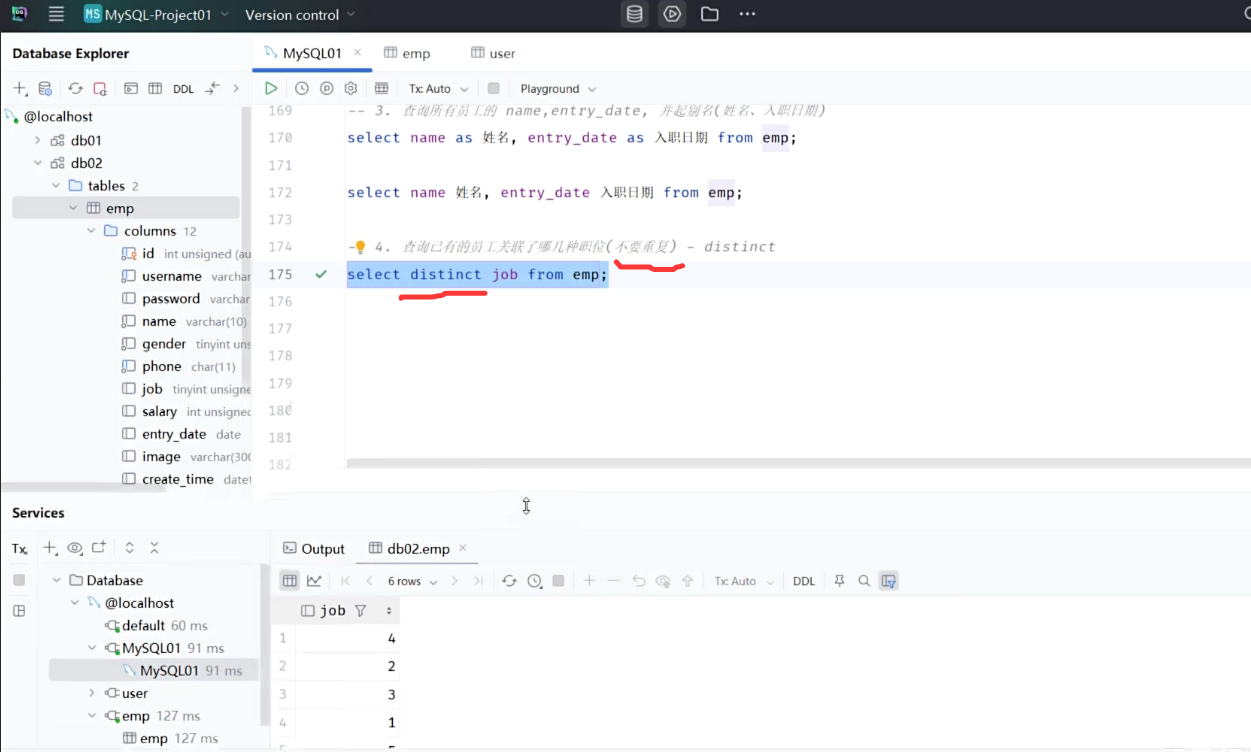 MS MySQL-Project01 Version control
Database Explorer
MySQL01
emp
user
DDL
Tx: Auto
Playground
@localhost
db01
db02
tables 2
emp
columns 12
id int unsigned (au
username varchar
password varchar
name varchar(10)
gender tinyint uns
phone char(11)
job tinyint unsigne
salary int unsigned
entry_date date
image varchar(300
create_time datet
169 -- 3. 查询所有员工的 name,entry_date, 并起别名(姓名、入职日期)
170 select name as 姓名, entry_date as 入职日期 from emp;
171
172 select name 姓名, entry_date 入职日期 from emp;
173
174 - 4. 查询已有的员工关联了哪几种职位(不要重复) - distinct
175 select distinct job from emp;
176
177
178
179
180
181
182
Services
Tx
Database
@localhost
default 60 ms
MySQL01 91 ms
MySQL01 91 ms
user
emp 127 ms
emp 127 ms
Output
db02.emp
6 rows
Tx: Auto
DDL
job
1 4
2 2
3 3
4 1